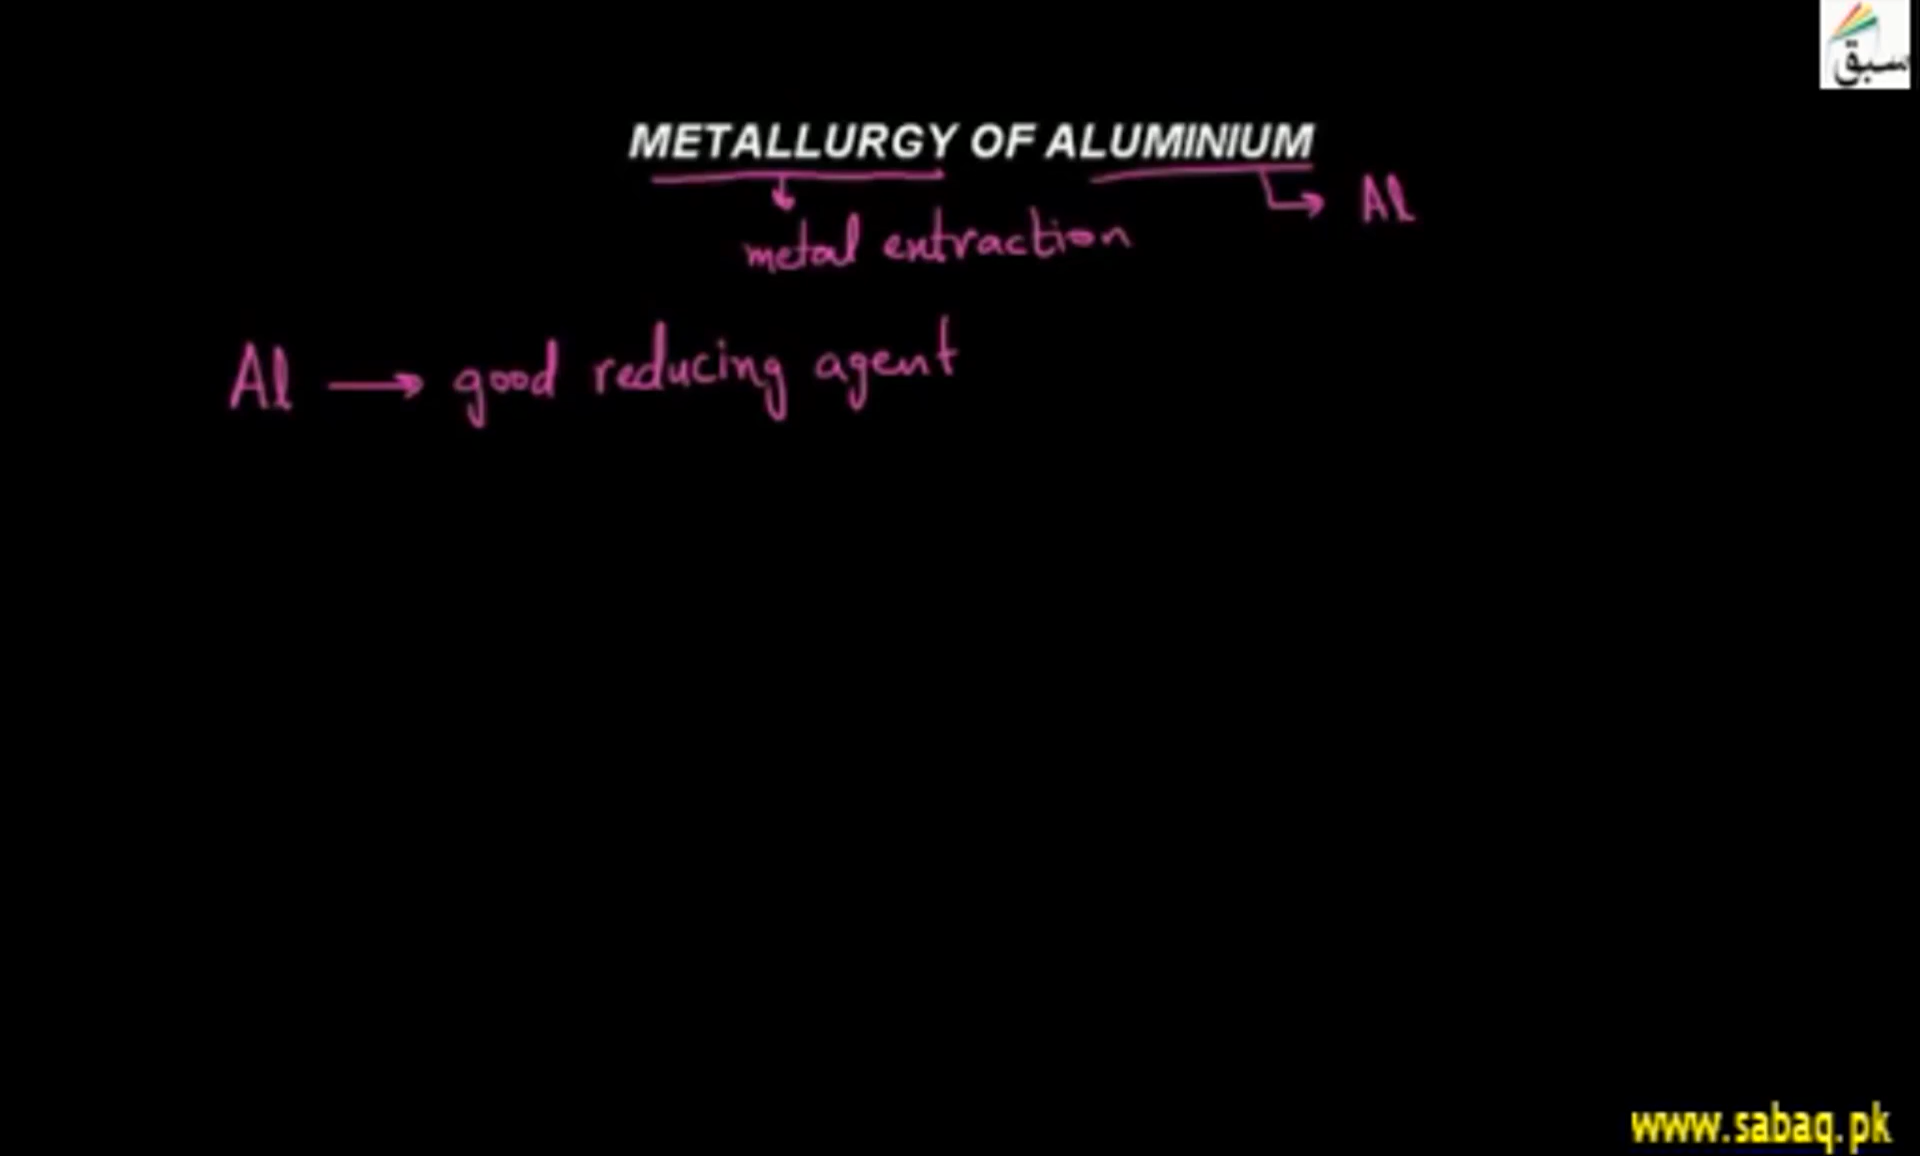 سبق
METALLURGY OF ALUMINIUM
→ Al
metal extraction
Al → good reducing agent
www.sabaq.pk